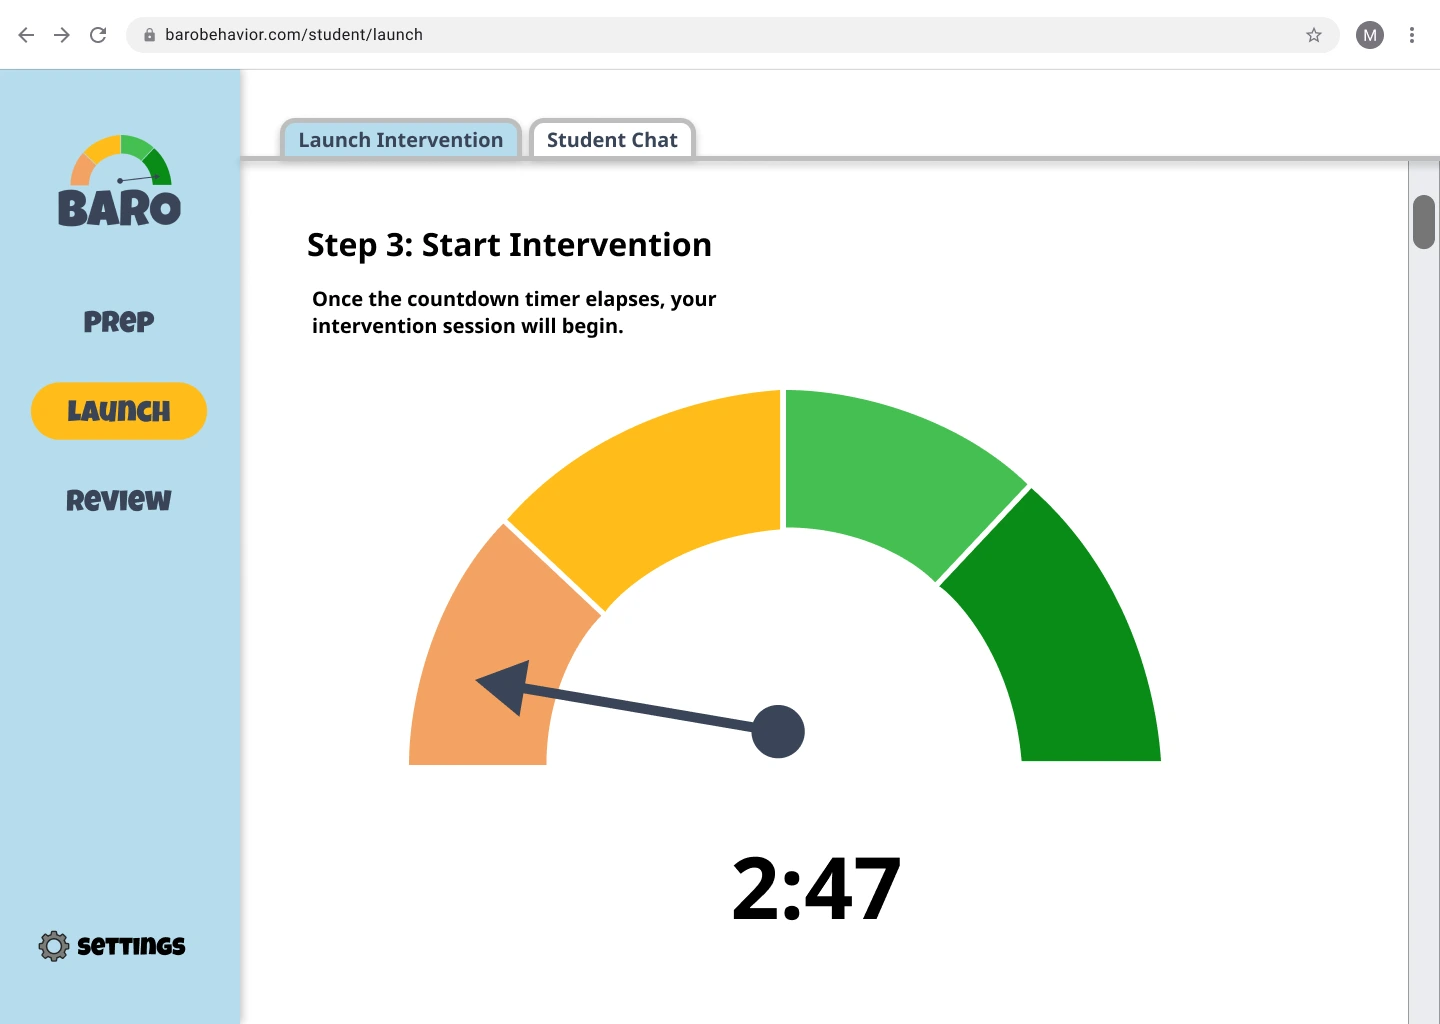 barobehavior.com/student/launch
M
Launch Intervention
Student Chat
BARO
Prep
Launch
Review
Settings
Step 3: Start Intervention
Once the countdown timer elapses, your
intervention session will begin.
2:47